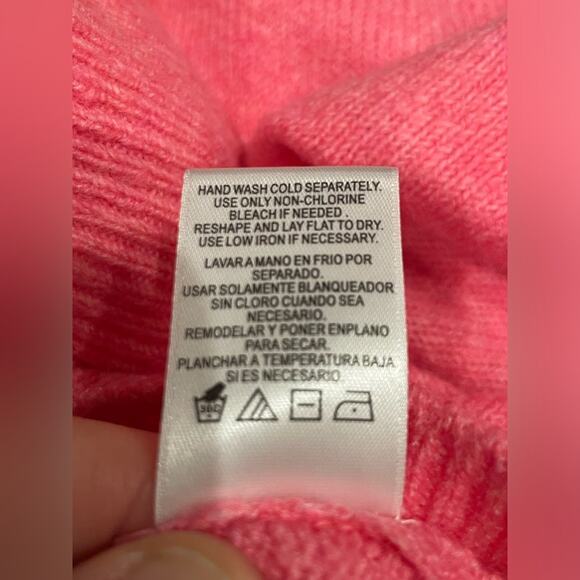 HAND WASH COLD SEPARATELY.
USE ONLY NON-CHLORINE
BLEACH IF NEEDED .
RESHAPE AND LAY FLAT TO DRY.
USE LOW IRON IF NECESSARY.
LAVAR A MANO EN FRIO POR
SEPARADO.
USAR SOLAMENTE BLANQUEADOR
SIN CLORO CUANDO SEA
NECESARIO.
REMODELAR Y PONER ENPLANO
PARA SECAR.
PLANCHAR A TEMPERATURA BAJA
SI ES NECESARIO.
30C